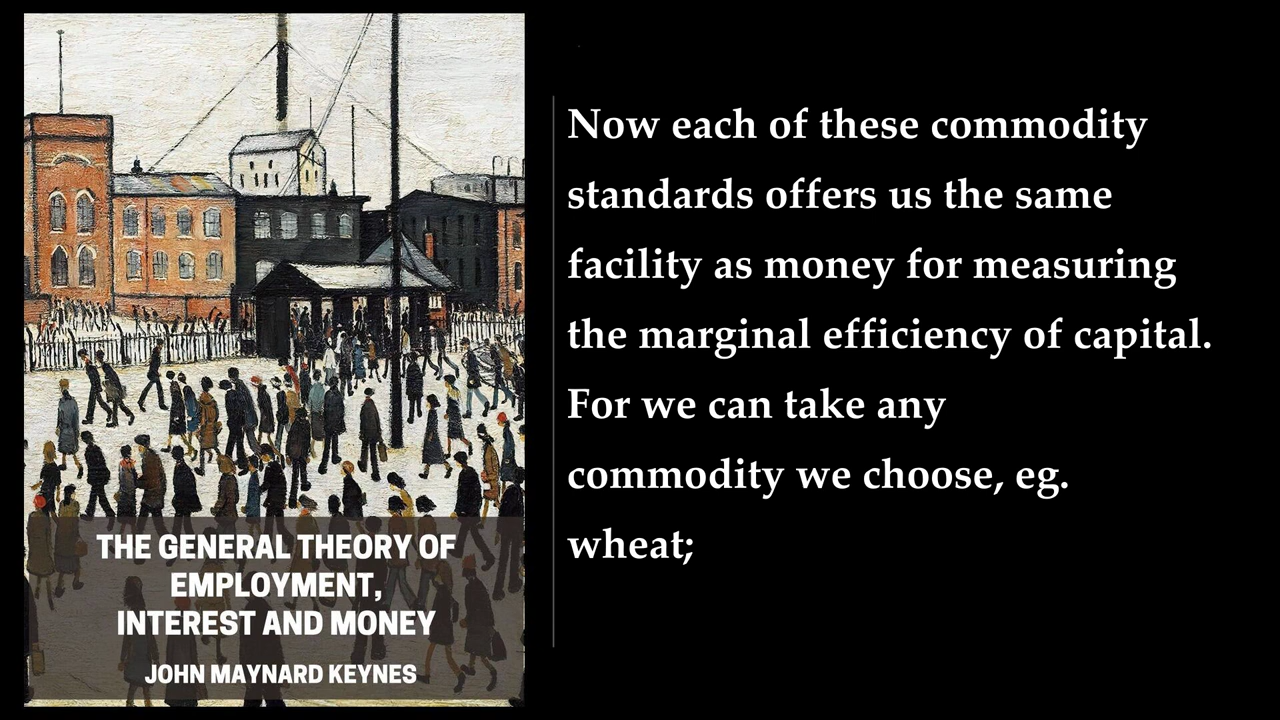 THE GENERAL THEORY OF
EMPLOYMENT,
INTEREST AND MONEY
JOHN MAYNARD KEYNES
Now each of these commodity
standards offers us the same
facility as money for measuring
the marginal efficiency of capital.
For we can take any
commodity we choose, eg.
wheat;